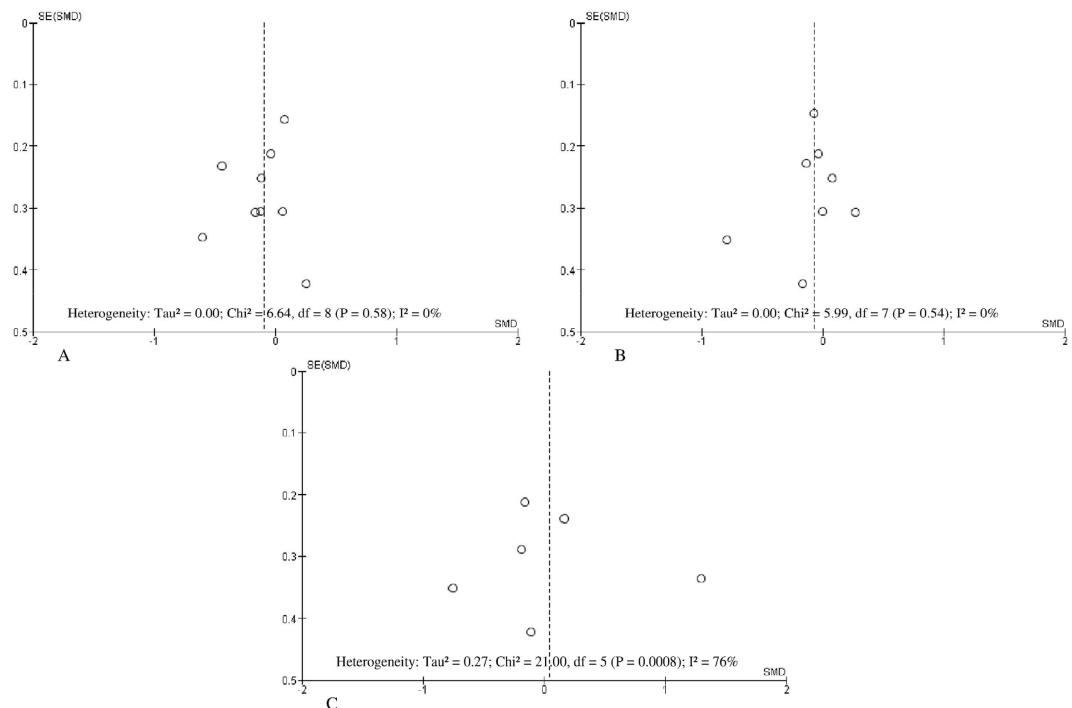 SE(SMD)
0
0.1
0.2
0.3
0.4
Heterogeneity: Tau² = 0.00; Chi² = 6.64, df = 8 (P = 0.58); I² = 0%
0.5
SMD
-2
-1
0
1
2
A
SE(SMD)
0
0.1
0.2
0.3
0.4
Heterogeneity: Tau² = 0.00; Chi² = 5.99, df = 7 (P = 0.54); I² = 0%
0.5
SMD
-2
-1
0
1
2
B
SE(SMD)
0
0.1
0.2
0.3
0.4
Heterogeneity: Tau² = 0.27; Chi² = 21.00, df = 5 (P = 0.0008); I² = 76%
0.5
SMD
-2
-1
0
1
2
C